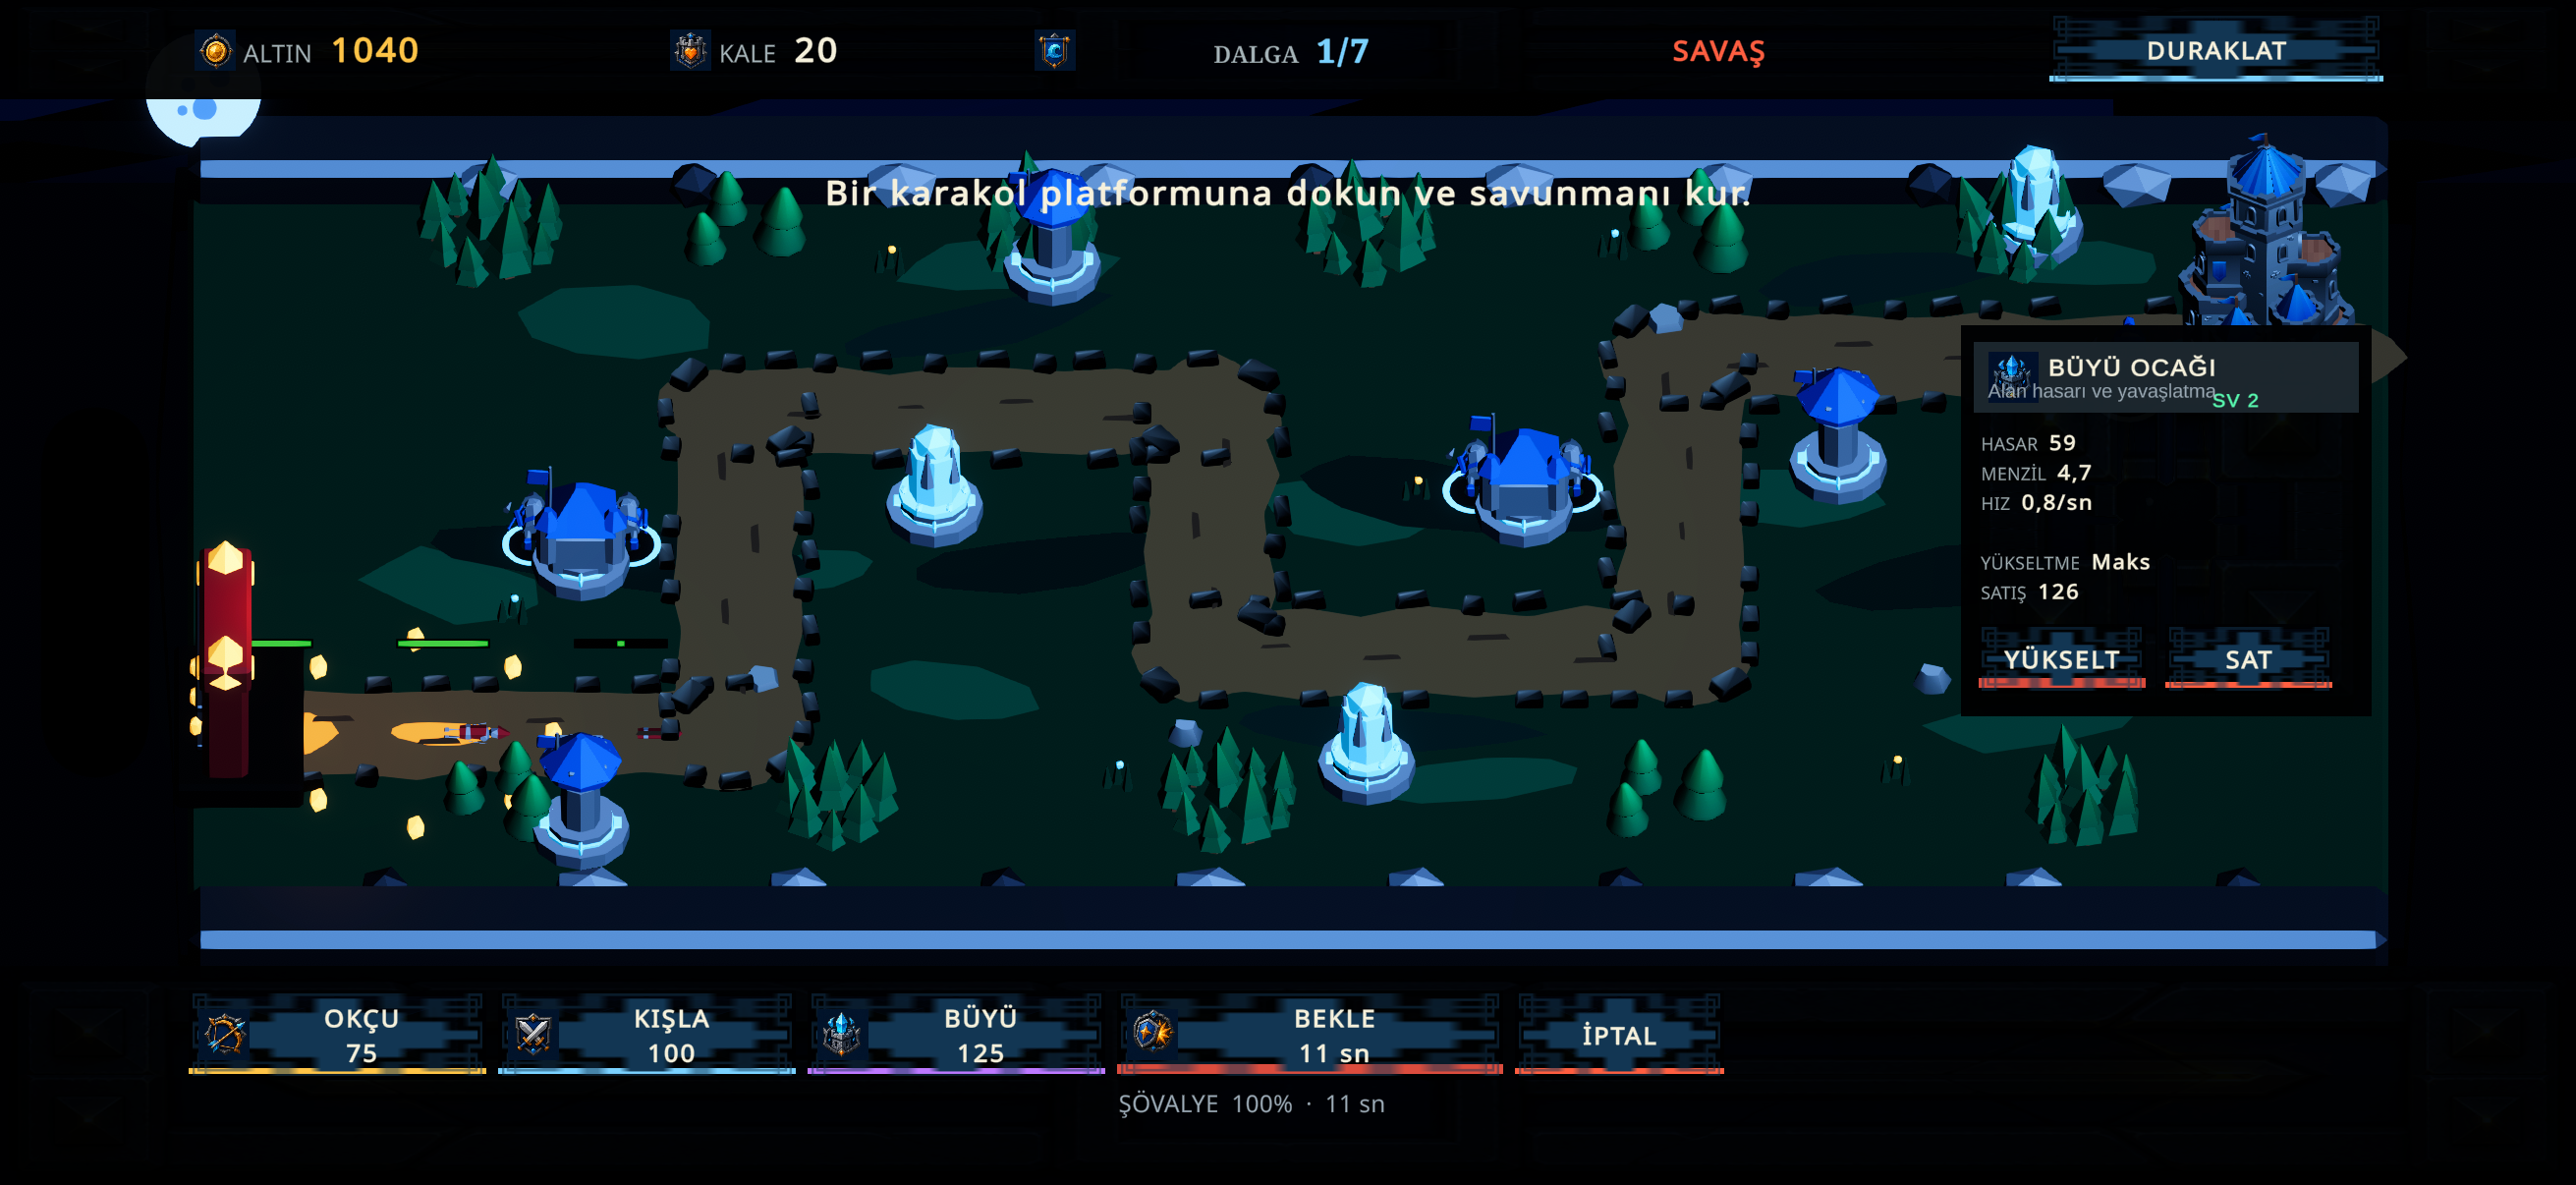 ALTIN 1040
KALE 20
DALGA 1/7
SAVAŞ
DURAKLAT
Bir karakol platformuna dokun ve savunmanı kur.
BÜYÜ OCAĞI
Alan hasarı ve yavaşlatma
SV 2
HASAR 59
MENZİL 4,7
HIZ 0,8/sn
YÜKSELTME Maks
SATIŞ 126
YÜKSELT
SAT
OKÇU
75
KIŞLA
100
BÜYÜ
125
BEKLE
11 sn
İPTAL
ŞÖVALYE 100% · 11 sn